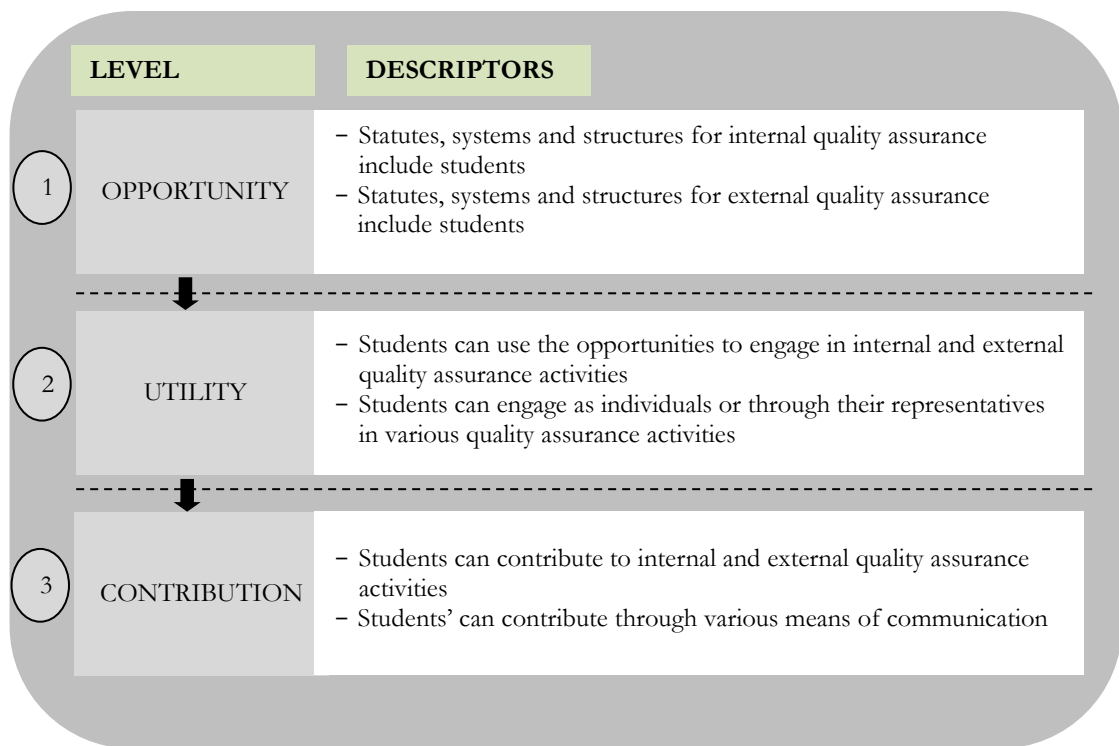 LEVEL
DESCRIPTORS
1
OPPORTUNITY
– Statutes, systems and structures for internal quality assurance
include students
– Statutes, systems and structures for external quality assurance
include students
2
UTILITY
– Students can use the opportunities to engage in internal and external
quality assurance activities
– Students can engage as individuals or through their representatives
in various quality assurance activities
3
CONTRIBUTION
– Students can contribute to internal and external quality assurance
activities
– Students’ can contribute through various means of communication